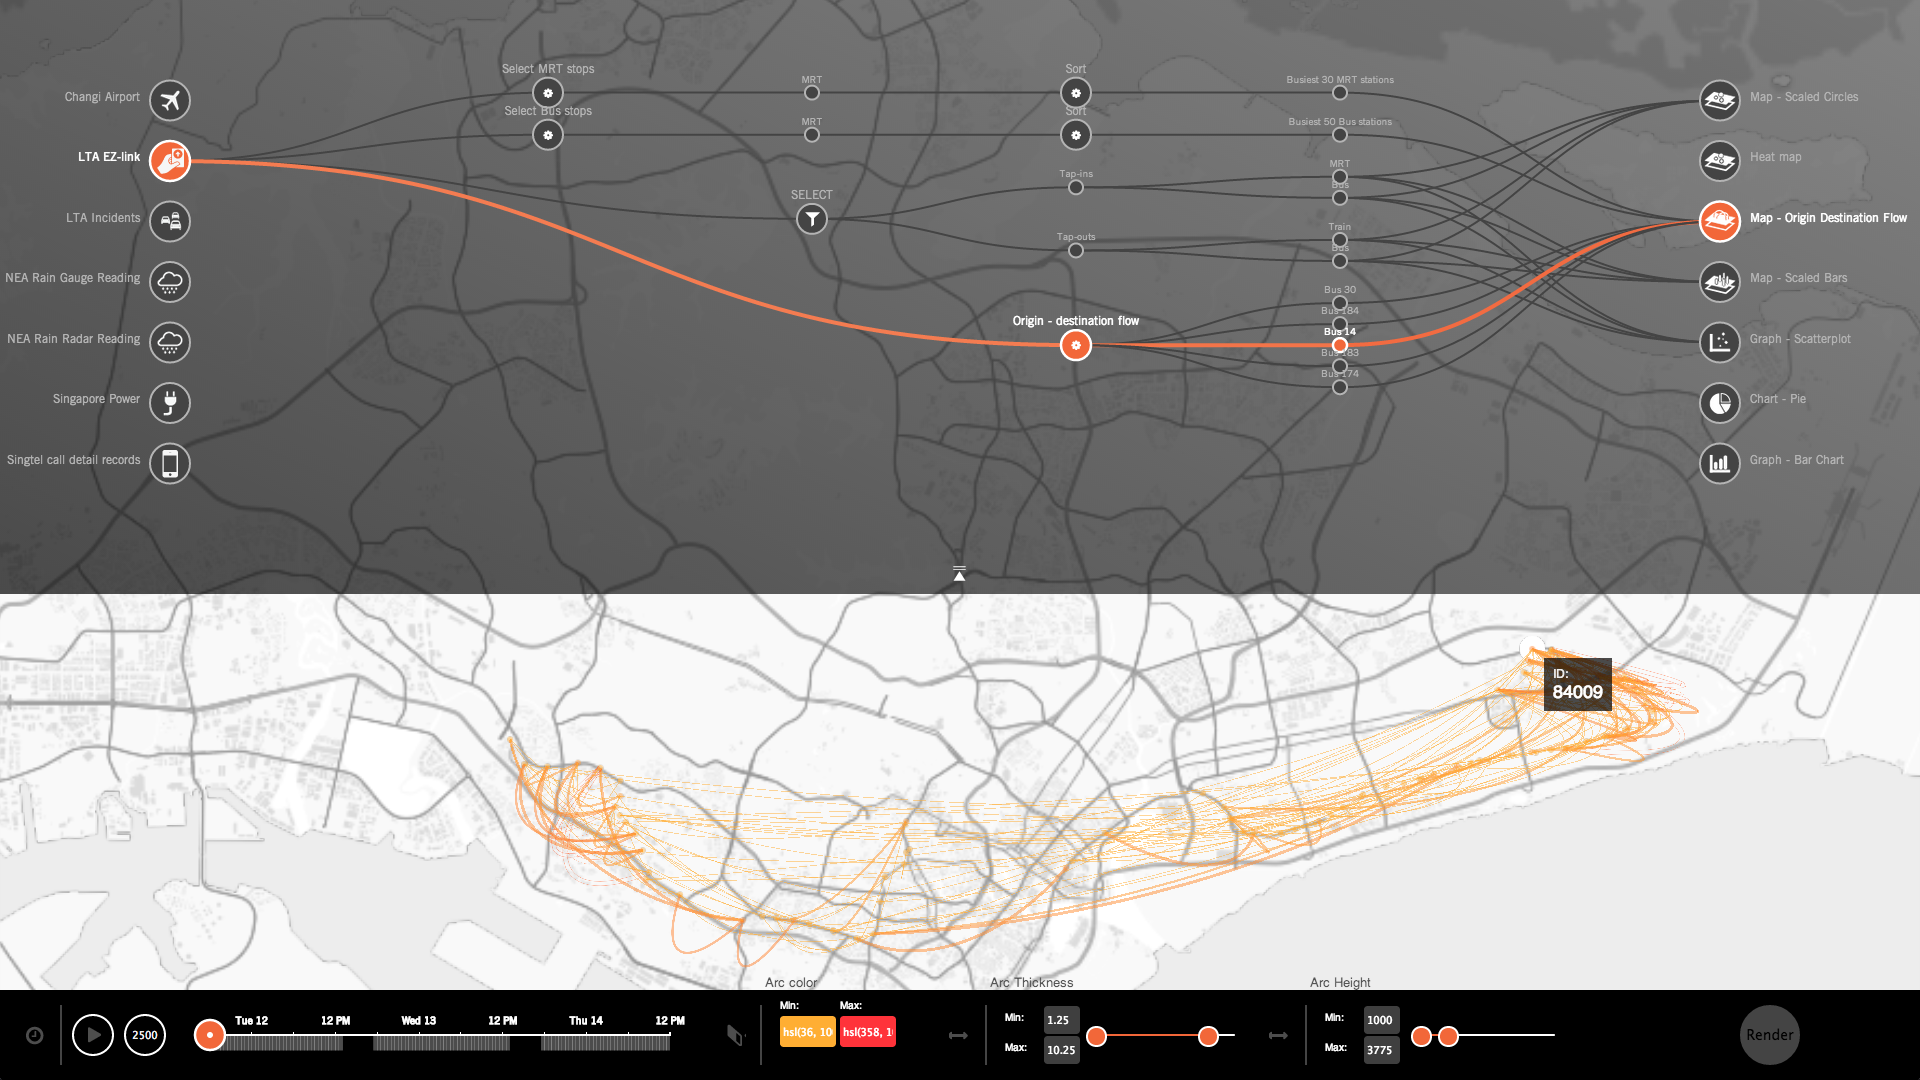 Changi Airport
LTA EZ-link
LTA Incidents
NEA Rain Gauge Reading
NEA Rain Radar Reading
Singapore Power
Singtel call detail records
Select MRT stops
Select Bus stops
MRT
MRT
SELECT
Sort
Sort
Tap-ins
Tap-outs
Origin - destination flow
Busiest 30 MRT stations
Busiest 50 Bus stations
MRT
Bus
Train
Bus
Bus 30
Bus 184
Bus 14
Bus 183
Bus 174
Map - Scaled Circles
Heat map
Map - Origin Destination Flow
Map - Scaled Bars
Graph - Scatterplot
Chart - Pie
Graph - Bar Chart
ID:
84009
2500
Tue 12
12 PM
Wed 13
12 PM
Thu 14
12 PM
Arc color
Min:
Max:
hsl(36, 10
hsl(358, 1
Arc Thickness
Min:
1.25
Max:
10.25
Arc Height
Min:
1000
Max:
3775
Render